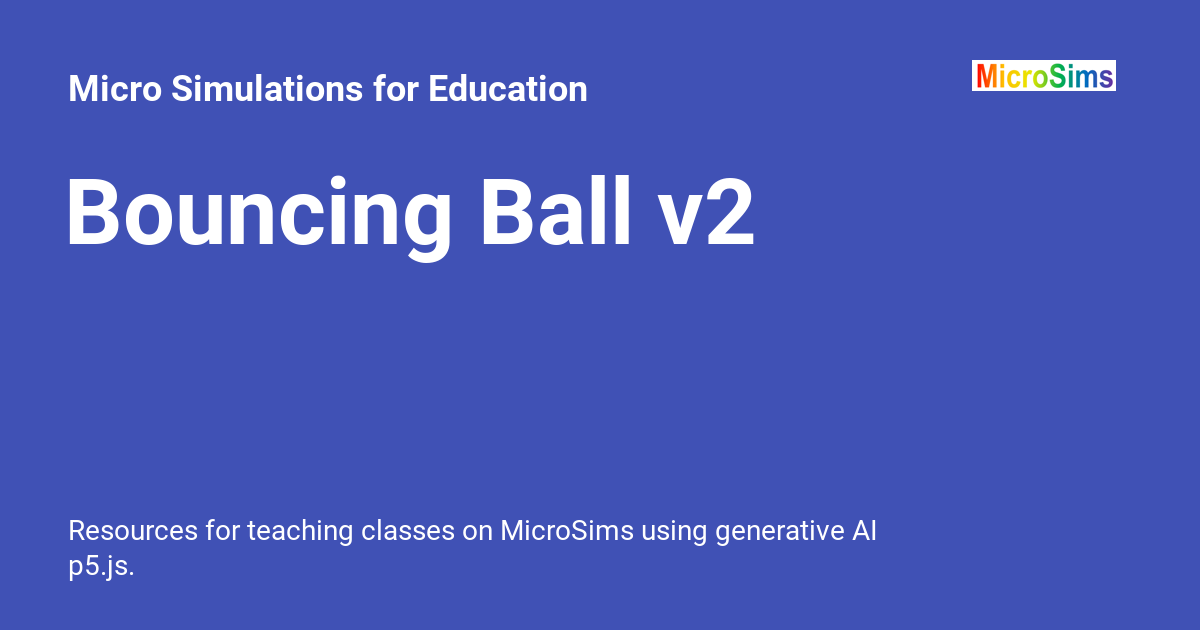 Micro Simulations for Education
MicroSims
Bouncing Ball v2
Resources for teaching classes on MicroSims using generative AI
p5.js.